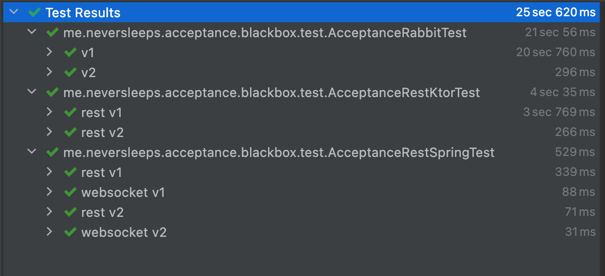 Test Results 25 sec 620 ms
me.neversleeps.acceptance.blackbox.test.AcceptanceRabbitTest 21 sec 56 ms
v1 20 sec 760 ms
v2 296 ms
me.neversleeps.acceptance.blackbox.test.AcceptanceRestKtorTest 4 sec 35 ms
rest v1 3 sec 769 ms
rest v2 266 ms
me.neversleeps.acceptance.blackbox.test.AcceptanceRestSpringTest 529 ms
rest v1 339 ms
websocket v1 88 ms
rest v2 71 ms
websocket v2 31 ms